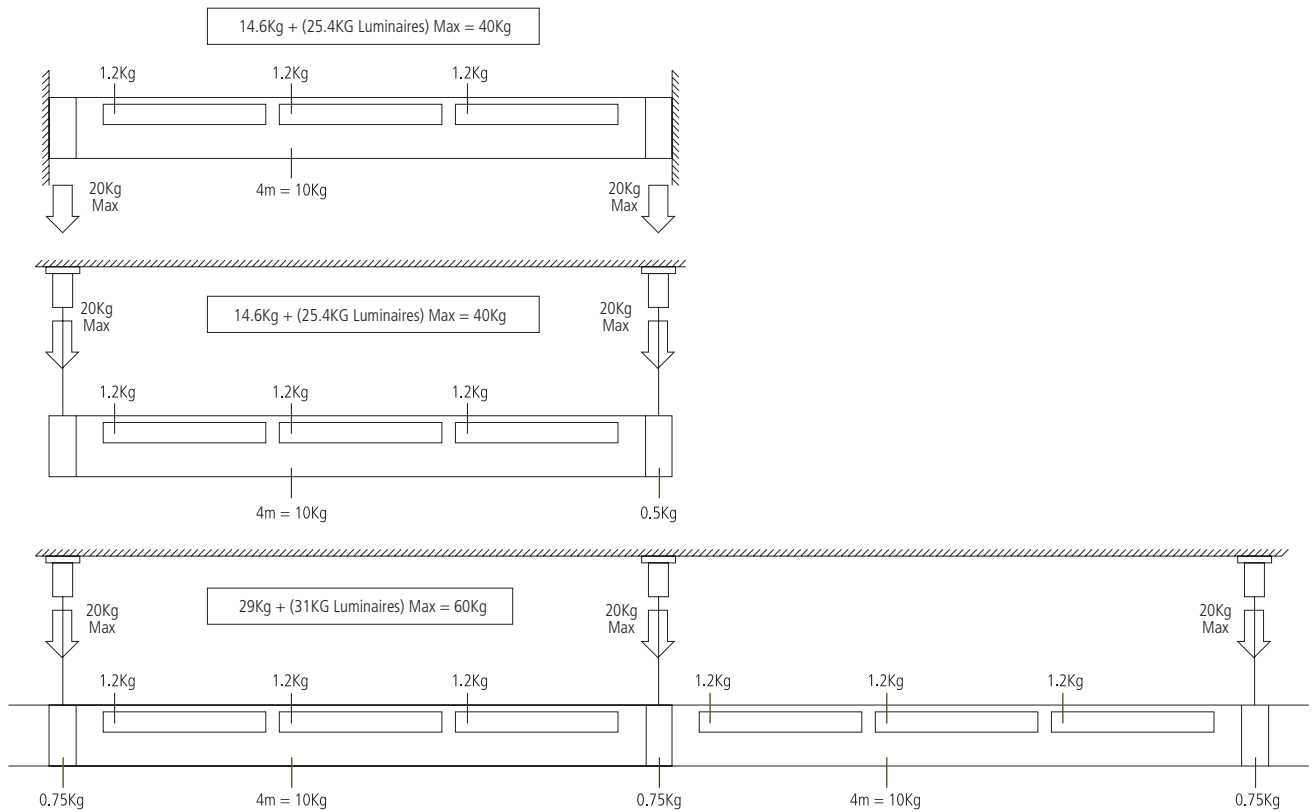 14.6Kg + (25.4KG Luminaires) Max = 40Kg
1.2Kg
1.2Kg
1.2Kg
20Kg
Max
4m = 10Kg
20Kg
Max
20Kg
Max
14.6Kg + (25.4KG Luminaires) Max = 40Kg
20Kg
Max
1.2Kg
1.2Kg
1.2Kg
4m = 10Kg
0.5Kg
20Kg
Max
29Kg + (31KG Luminaires) Max = 60Kg
20Kg
Max
20Kg
Max
1.2Kg
1.2Kg
1.2Kg
1.2Kg
1.2Kg
1.2Kg
0.75Kg
4m = 10Kg
0.75Kg
4m = 10Kg
0.75Kg